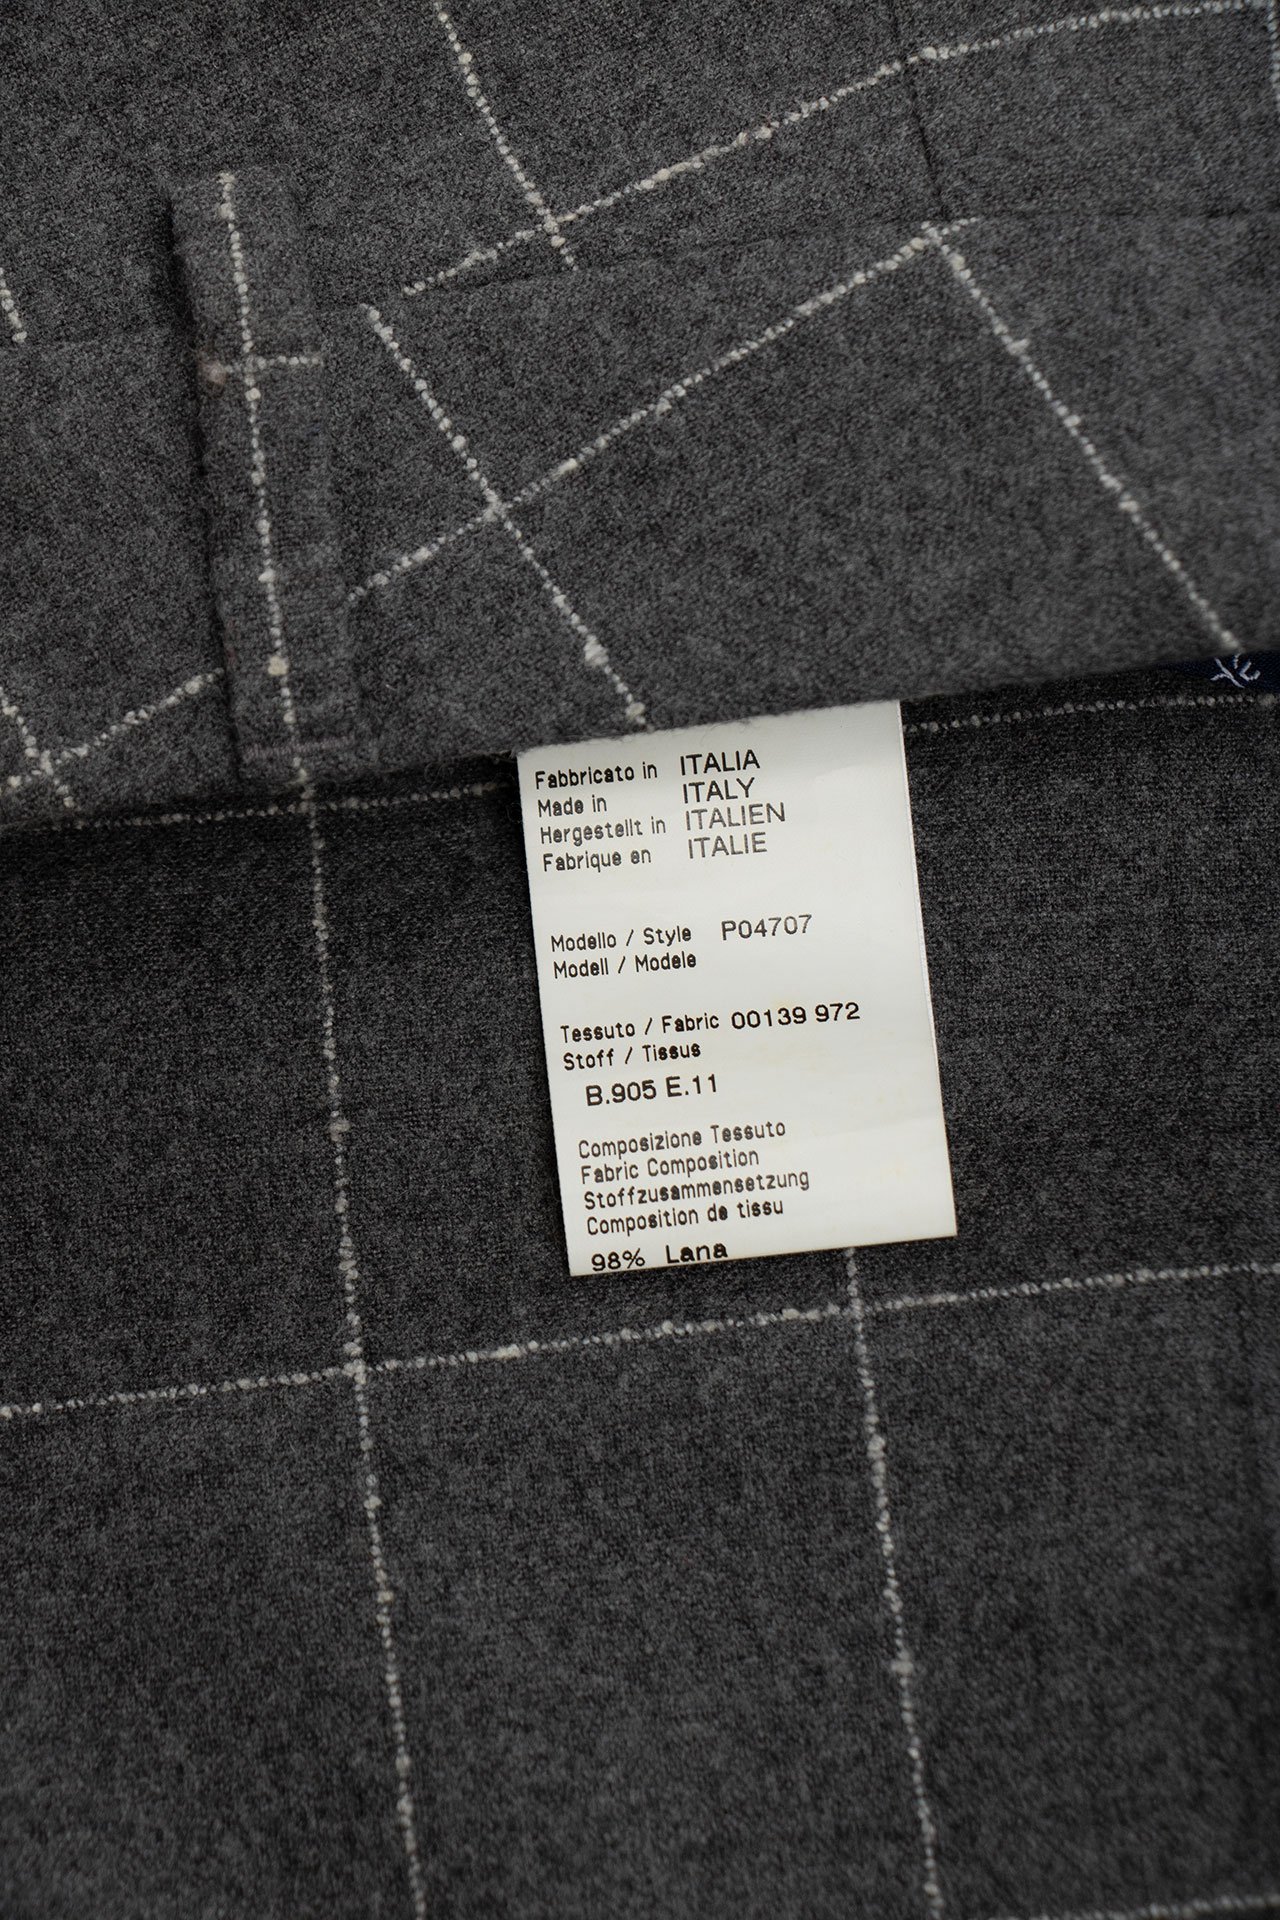 Fabbricato in ITALIA
Made in ITALY
Hergestellt in ITALIEN
Fabrique en ITALIE
Modello / Style P04707
Modell / Modele
Tessuto / Fabric 00139 972
Stoff / Tissus
B.905 E.11
Composizione Tessuto
Fabric Composition
Stoffzusammensetzung
Composition de tissu
98% Lana